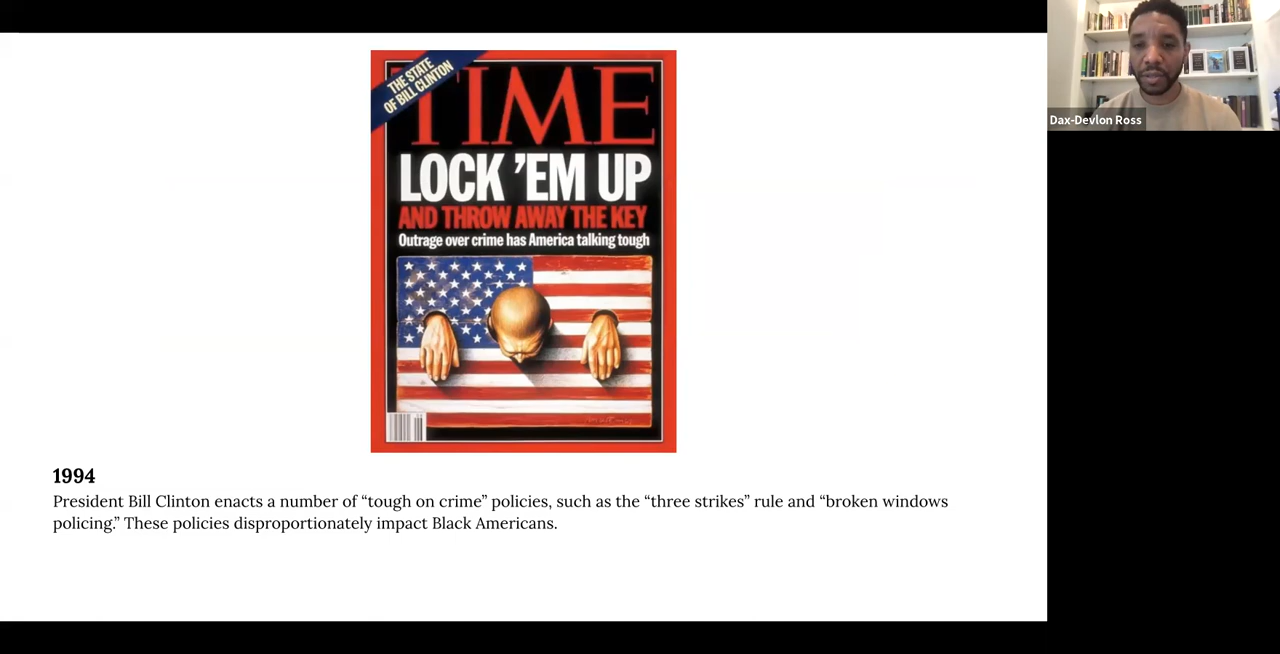 THE STATE
OF BILL CLINTON
TIME
LOCK ’EM UP
AND THROW AWAY THE KEY
Outrage over crime has America talking tough
1994
President Bill Clinton enacts a number of “tough on crime” policies, such as the “three strikes” rule and “broken windows
policing.” These policies disproportionately impact Black Americans.
Dax-Devlon Ross